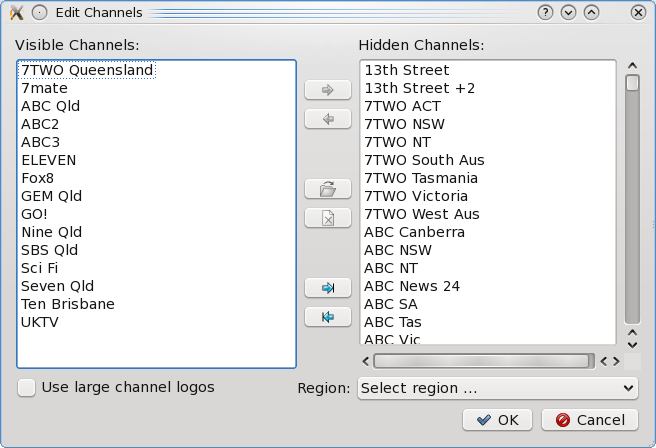 Edit Channels
Visible Channels:
7TWO Queensland
7mate
ABC Qld
ABC2
ABC3
ELEVEN
Fox8
GEM Qld
GO!
Nine Qld
SBS Qld
Sci Fi
Seven Qld
Ten Brisbane
UKTV
Hidden Channels:
13th Street
13th Street +2
7TWO ACT
7TWO NSW
7TWO NT
7TWO South Aus
7TWO Tasmania
7TWO Victoria
7TWO West Aus
ABC Canberra
ABC NSW
ABC NT
ABC News 24
ABC SA
ABC Tas
ABC Vic
Use large channel logos
Region: Select region ...
OK Cancel